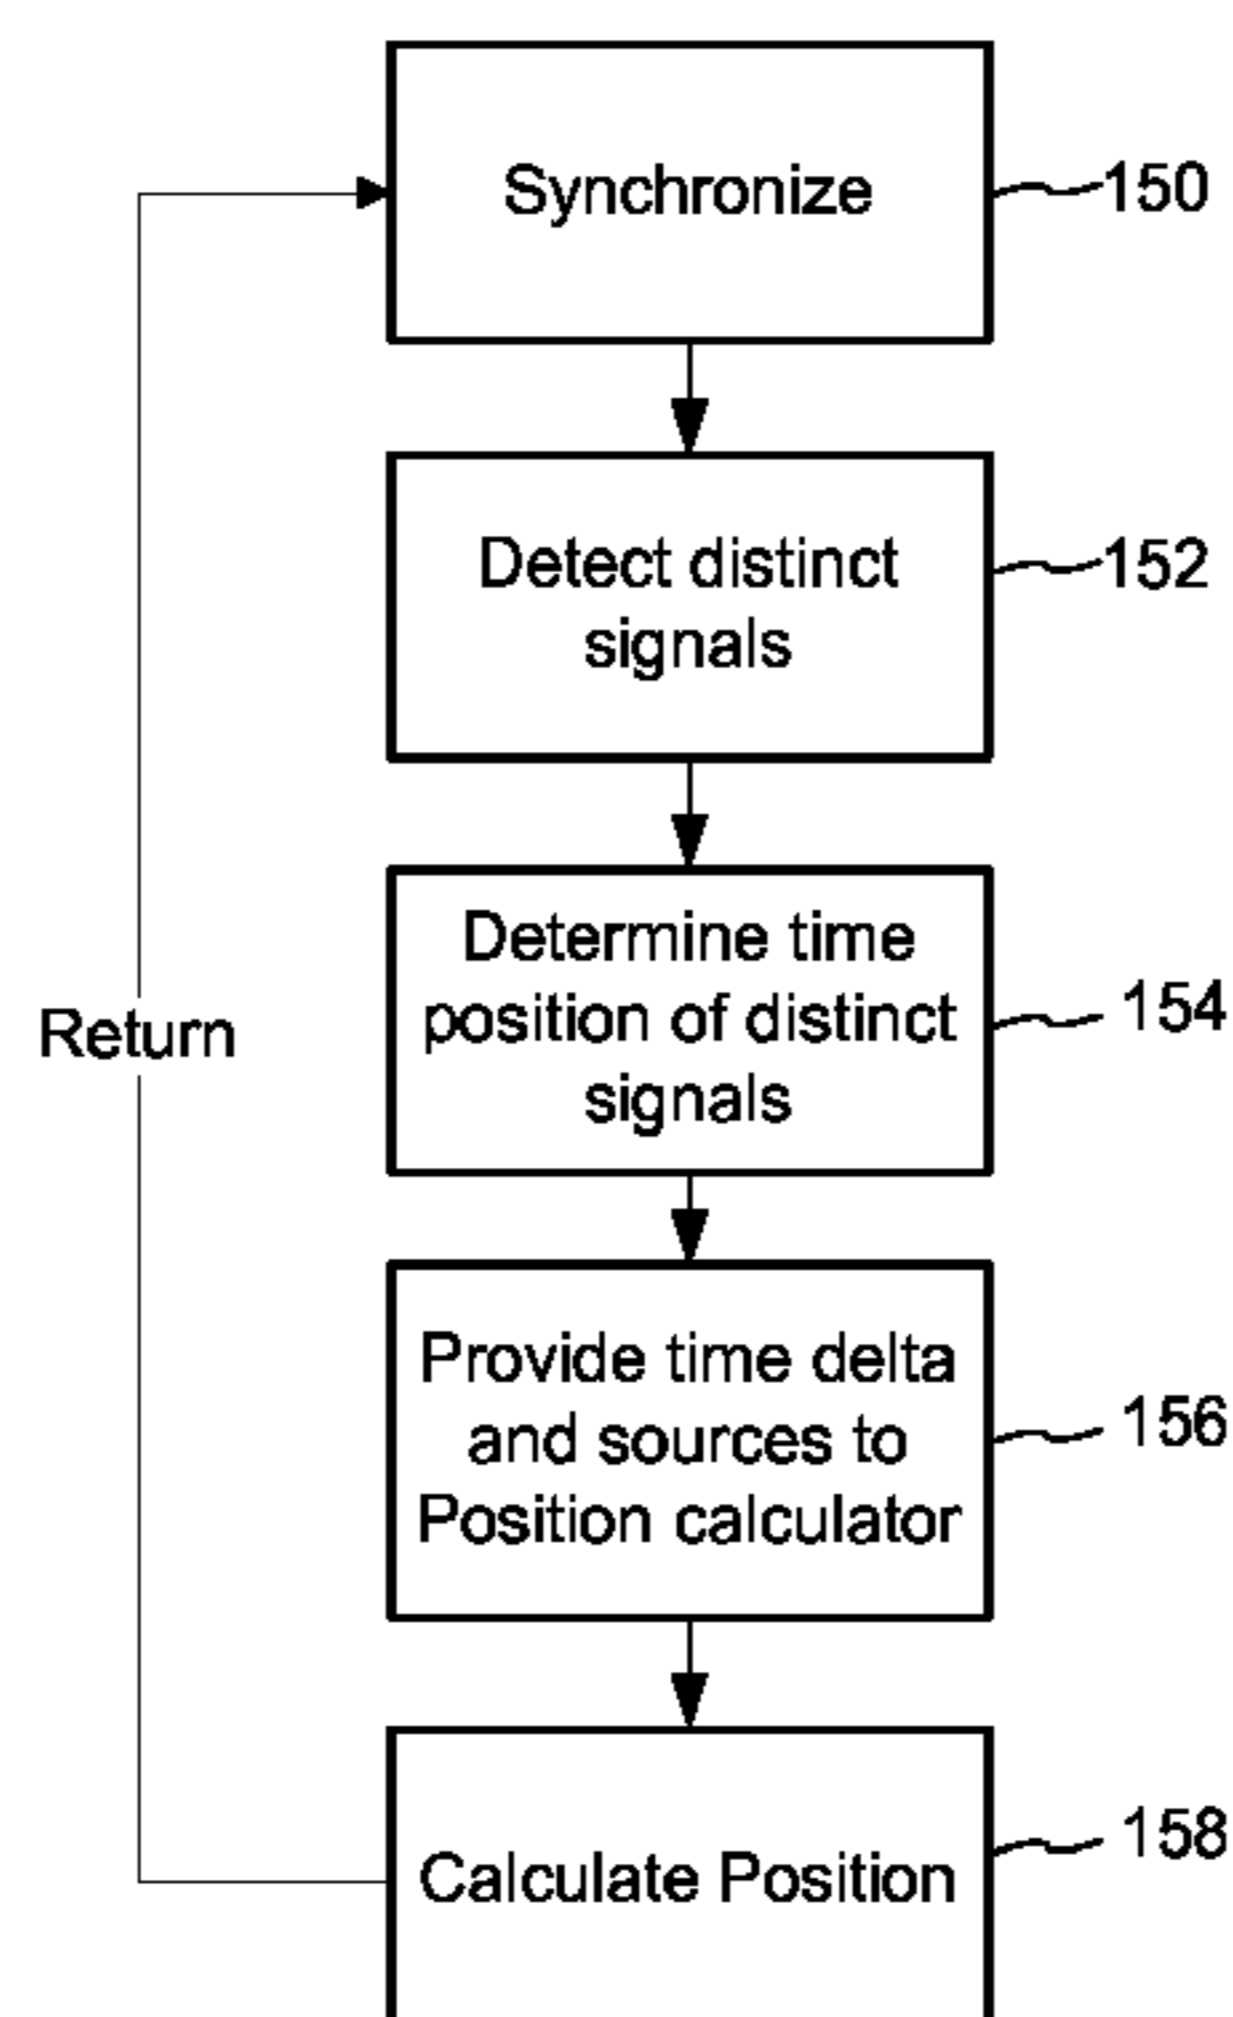 Synchronize
150
Detect distinct
signals
152
Determine time
position of distinct
signals
154
Return
Provide time delta
and sources to
Position calculator
156
Calculate Position
158